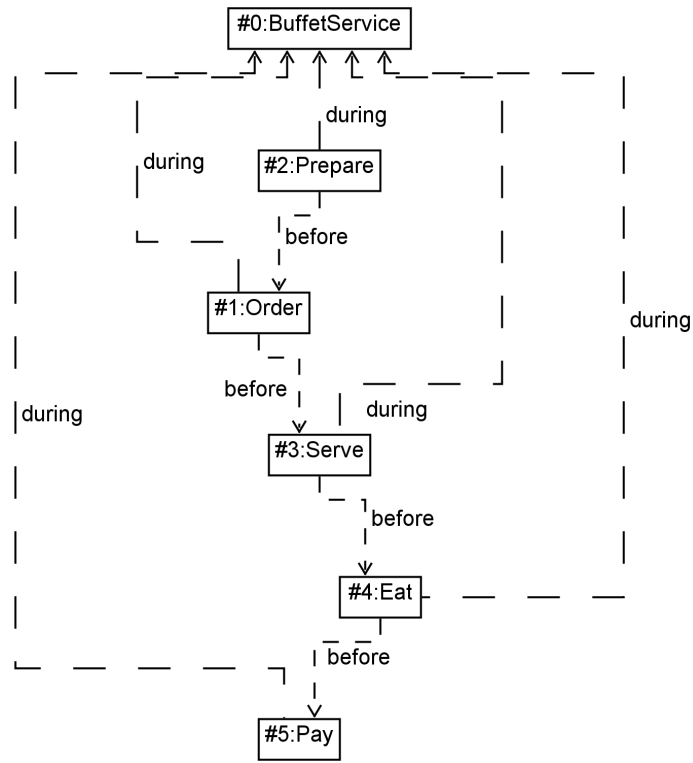 #0:BuffetService
during
#2:Prepare
during
before
#1:Order
during
before
during
during
#3:Serve
before
#4:Eat
before
#5:Pay